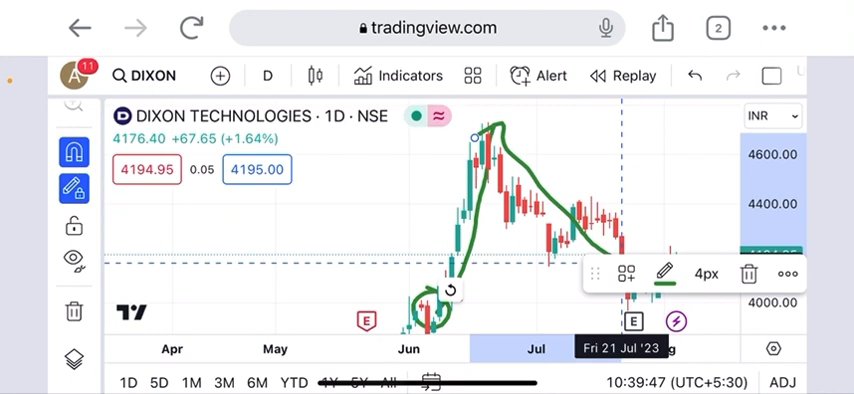 tradingview.com
2
A
11
DIXON
D
Indicators
Alert
Replay
D DIXON TECHNOLOGIES · 1D · NSE
INR
4176.40 +67.65 (+1.64%)
4194.95 0.05 4195.00
4600.00
4400.00
4px
4000.00
E
E
Apr May Jun Jul Fri 21 Jul '23
1D 5D 1M 3M 6M YTD 1Y 5Y All 10:39:47 (UTC+5:30) ADJ